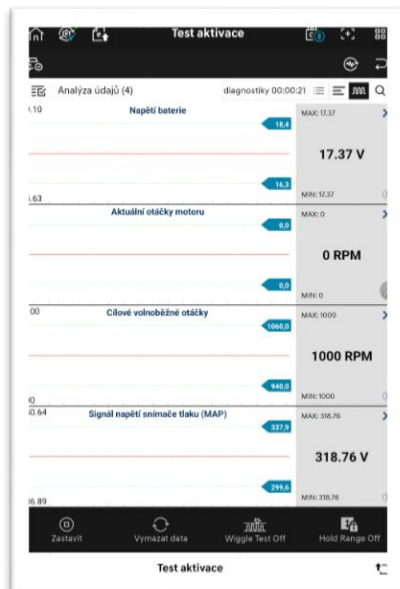 Test aktivace
Analýza údajů (4)
diagnostiky 00:00:21
Napětí baterie
MAX: 17.37
18,4
17.37 V
16,3
MIN: 17.37
Aktuální otáčky motoru
MAX: 0
0,0
0 RPM
0,0
MIN: 0
Cílové volnoběžné otáčky
MAX: 1000
1060,0
1000 RPM
940,0
MIN: 1000
Signál napětí snímače tlaku (MAP)
MAX: 318.76
337,9
318.76 V
299,6
MIN: 318.76
Zastavit
Vymazat data
Wiggle Test Off
Hold Range Off
Test aktivace